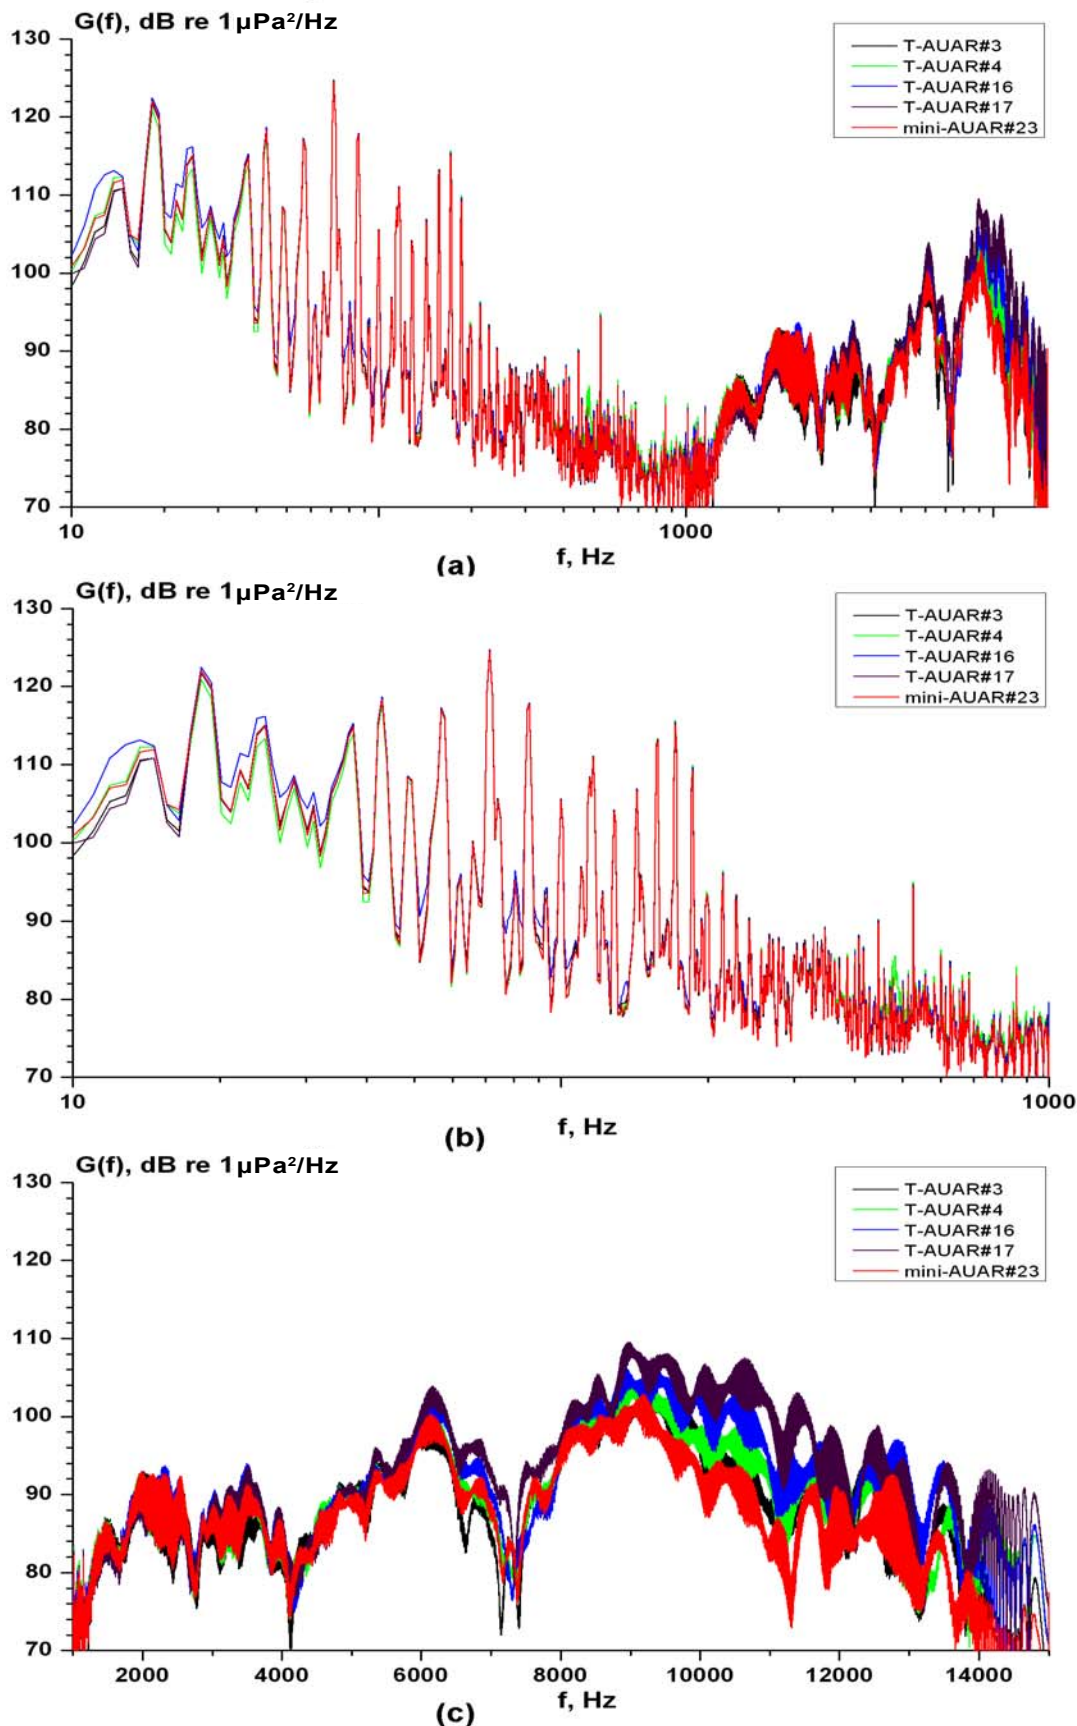 G(f), dB re 1µPa²/Hz
130
120
110
100
90
80
70
T-AUAR#3
T-AUAR#4
T-AUAR#16
T-AUAR#17
mini-AUAR#23
10
1000
f, Hz
(a)
G(f), dB re 1µPa²/Hz
130
120
110
100
90
80
70
T-AUAR#3
T-AUAR#4
T-AUAR#16
T-AUAR#17
mini-AUAR#23
10
1000
f, Hz
(b)
G(f), dB re 1µPa²/Hz
130
120
110
100
90
80
70
T-AUAR#3
T-AUAR#4
T-AUAR#16
T-AUAR#17
mini-AUAR#23
2000 4000 6000 8000 10000 12000 14000
f, Hz
(c)